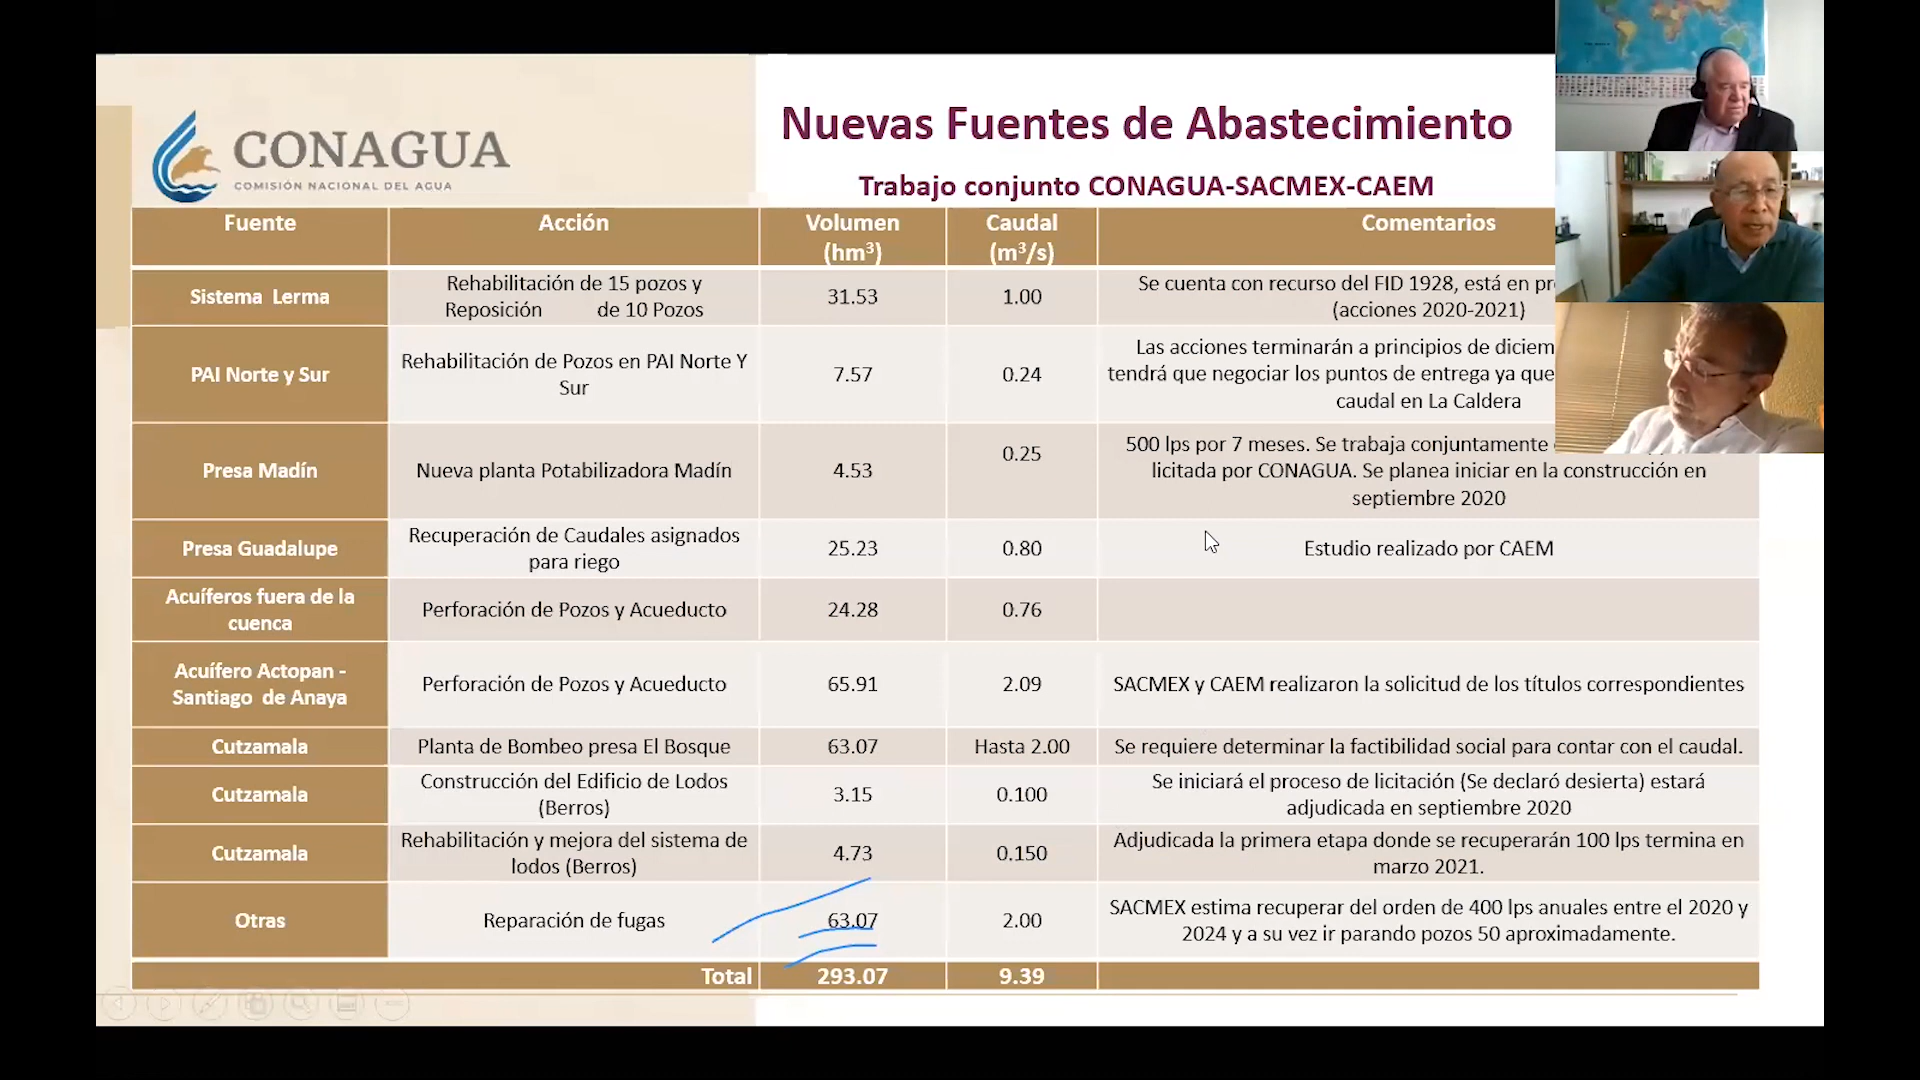 CONAGUA
COMISIÓN NACIONAL DEL AGUA
Nuevas Fuentes de Abastecimiento
Trabajo conjunto CONAGUA-SACMEX-CAEM
Fuente Acción Volumen (hm³) Caudal (m³/s) Comentarios
Sistema Lerma
Rehabilitación de 15 pozos y
Reposición de 10 Pozos
31.53
1.00
Se cuenta con recurso del FID 1928, está en
(acciones 2020-2021)
PAI Norte y Sur
Rehabilitación de Pozos en PAI Norte Y
Sur
7.57
0.24
Las acciones terminarán a principios de
tendrá que negociar los puntos de entrega ya que
caudal en La Caldera
Presa Madín
Nueva planta Potabilizadora Madín
4.53
0.25
500 lps por 7 meses. Se trabaja conjuntamente
licitada por CONAGUA. Se planea iniciar en la construcción en
septiembre 2020
Presa Guadalupe
Recuperación de Caudales asignados
para riego
25.23
0.80
Estudio realizado por CAEM
Acuíferos fuera de la
cuenca
Perforación de Pozos y Acueducto
24.28
0.76
Acuífero Actopan -
Santiago de Anaya
Perforación de Pozos y Acueducto
65.91
2.09
SACMEX y CAEM realizaron la solicitud de los títulos correspondientes
Cutzamala
Planta de Bombeo presa El Bosque
63.07
Hasta 2.00
Se requiere determinar la factibilidad social para contar con el caudal.
Cutzamala
Construcción del Edificio de Lodos
(Berros)
3.15
0.100
Se iniciará el proceso de licitación (Se declaró desierta) estará
adjudicada en septiembre 2020
Cutzamala
Rehabilitación y mejora del sistema de
lodos (Berros)
4.73
0.150
Adjudicada la primera etapa donde se recuperarán 100 lps termina en
marzo 2021.
Otras
Reparación de fugas
63.07
2.00
SACMEX estima recuperar del orden de 400 lps anuales entre el 2020 y
2024 y a su vez ir parando pozos 50 aproximadamente.
Total 293.07 9.39